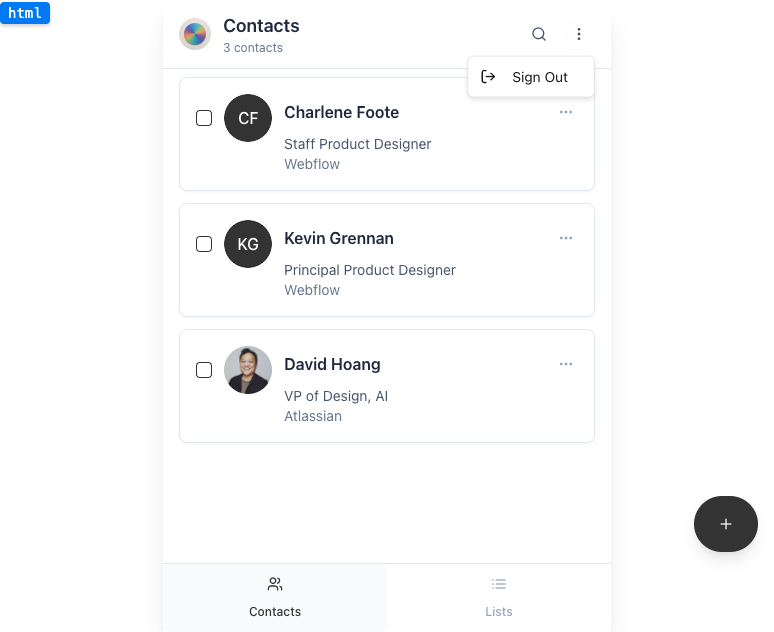 html
Contacts
3 contacts
Sign Out
CF
Charlene Foote
Staff Product Designer
Webflow
KG
Kevin Grennan
Principal Product Designer
Webflow
David Hoang
VP of Design, AI
Atlassian
Contacts
Lists